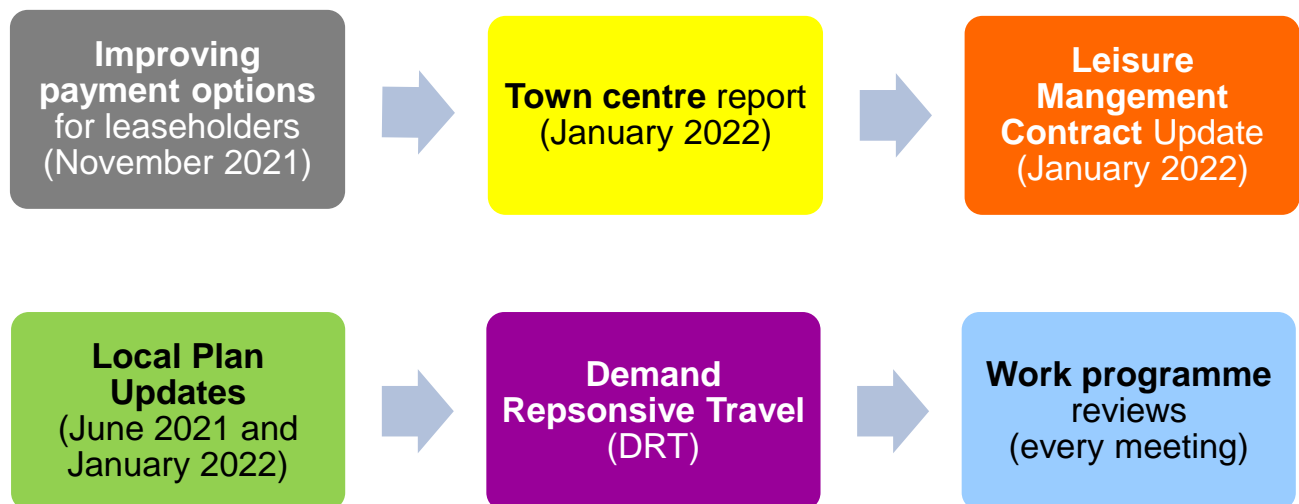 Improving
payment options
for leaseholders
(November 2021)
Town centre report
(January 2022)
Leisure
Mangement
Contract Update
(January 2022)
Local Plan
Updates
(June 2021 and
January 2022)
Demand
Repsonsive Travel
(DRT)
Work programme
reviews
(every meeting)